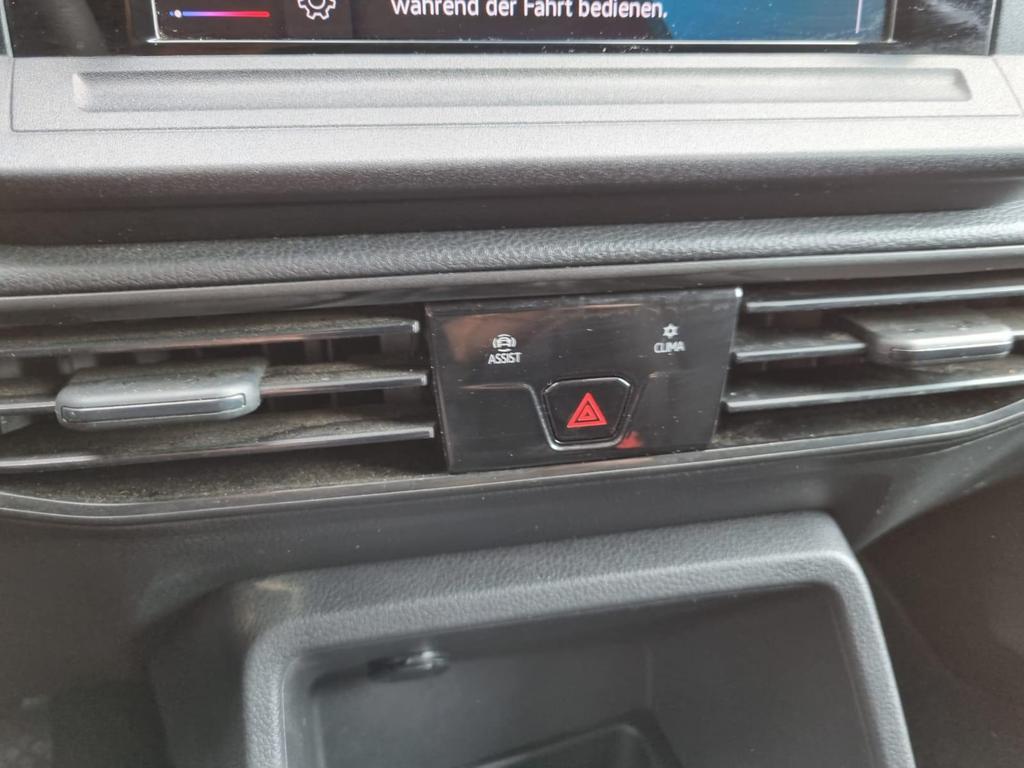 während der Fahrt bedienen.
ASSIST
CLIMA